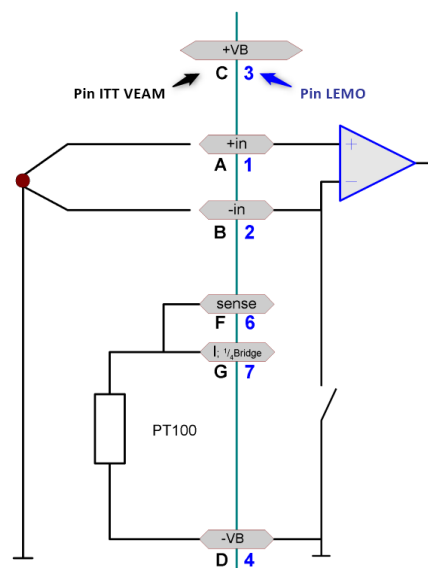 +VB
Pin ITT VEAM C 3 Pin LEMO
+in
A 1
+
-in
B 2
−
sense
F 6
I; 1/4Bridge
G 7
PT100
-VB
D 4